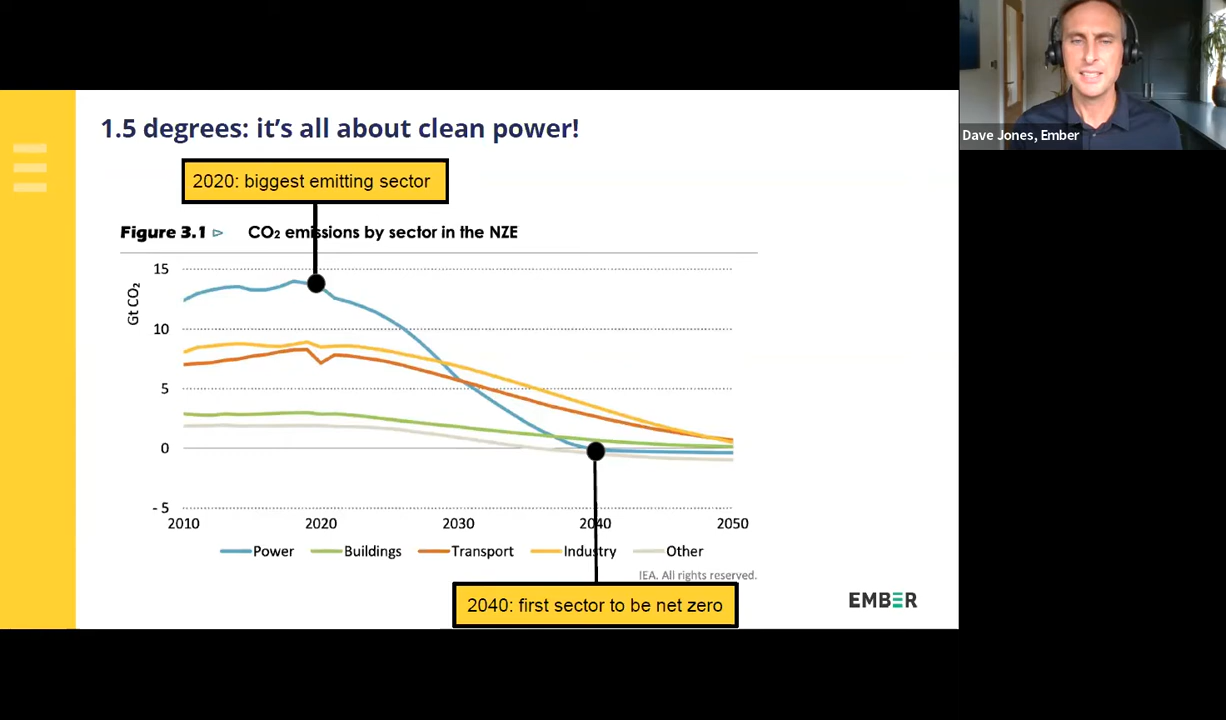 Dave Jones, Ember
1.5 degrees: it's all about clean power!
2020: biggest emitting sector
Figure 3.1 ▷ CO₂ emissions by sector in the NZE
Gt CO₂
15
10
5
0
- 5
2010 2020 2030 2040 2050
Power Buildings Transport Industry Other
IEA. All rights reserved.
2040: first sector to be net zero
EMBER